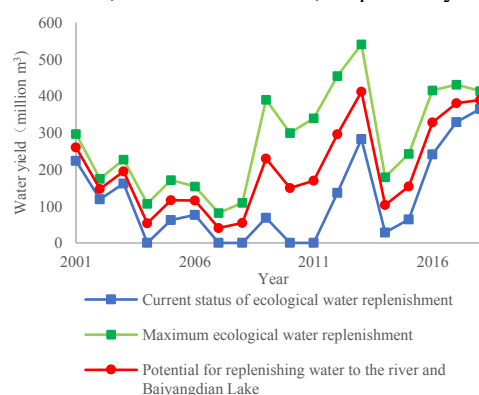 600
500
400
300
200
100
0
Water yield (million m³)
2001
2006
2011
2016
Year
Current status of ecological water replenishment
Maximum ecological water replenishment
Potential for replenishing water to the river and
Baiyangdian Lake